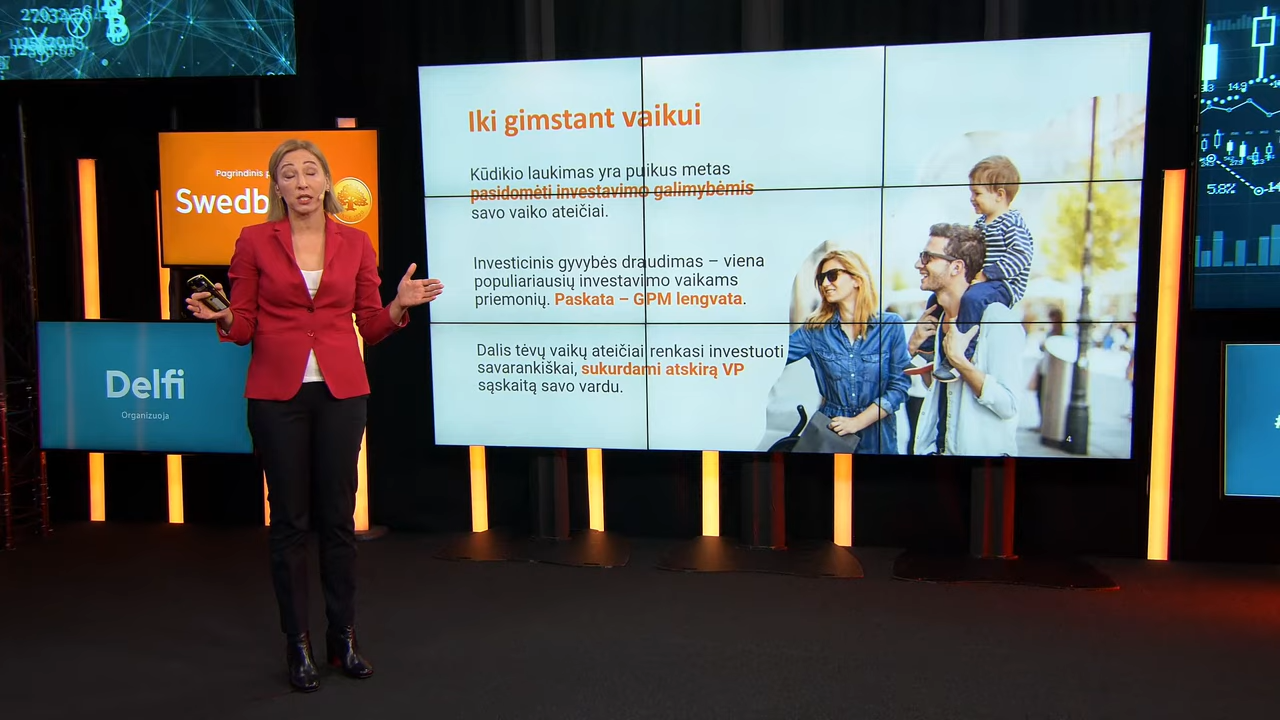 Pagrindinis
Swedb
Delfi
Organizuoja
Iki gimstant vaikui
Kūdikio laukimas yra puikus metas
pasidomėti investavimo galimybėmis
savo vaiko ateičiai.
Investicinis gyvybės draudimas – viena
populiariausių investavimo vaikams
priemonių. Paskata – GPM lengvata.
Dalis tėvų vaikų ateičiai renkasi investuoti
savarankiškai, sukurdami atskirą VP
sąskaitą savo vardu.
4
5.8%